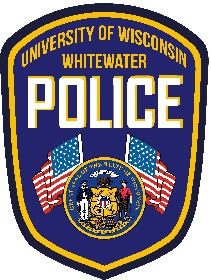 UNIVERSITY OF WISCONSIN
WHITEWATER
POLICE